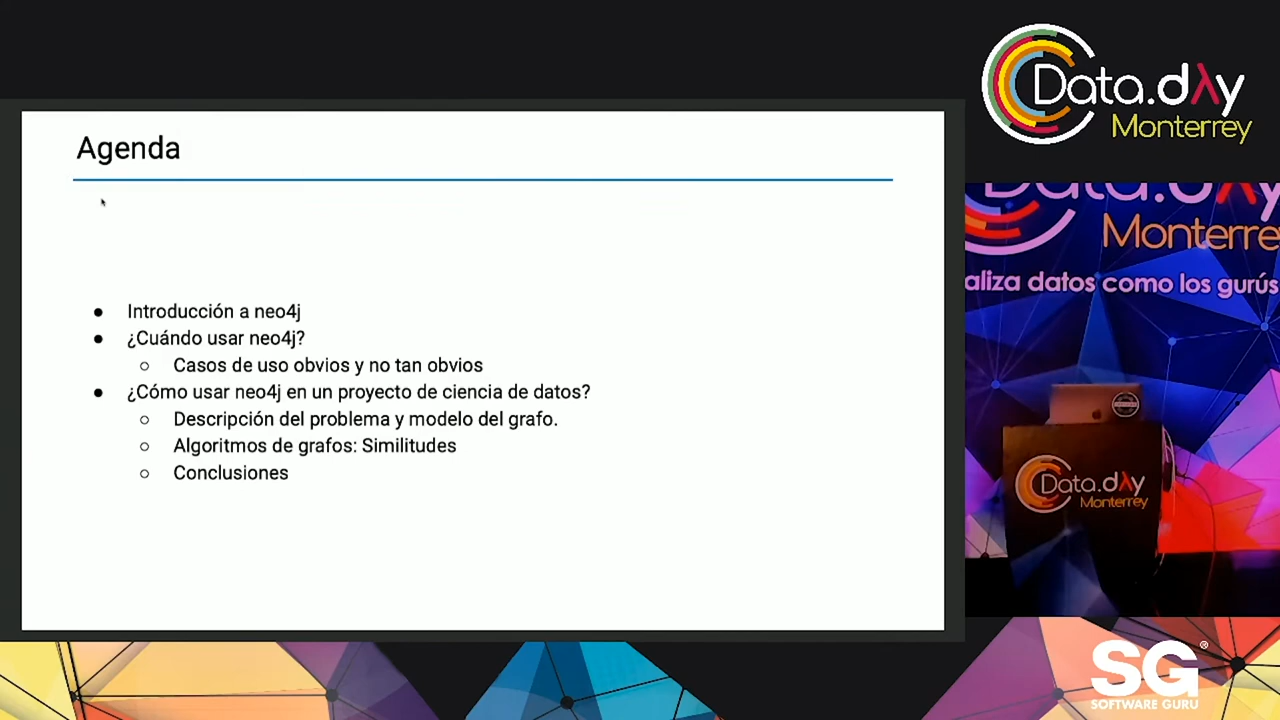 Agenda
● Introducción a neo4j
● ¿Cuándo usar neo4j?
○ Casos de uso obvios y no tan obvios
● ¿Cómo usar neo4j en un proyecto de ciencia de datos?
○ Descripción del problema y modelo del grafo.
○ Algoritmos de grafos: Similitudes
○ Conclusiones
Data.dλy
Monterrey
Data.dλy
Monterre
aliza datos como los gurús
Data.dλy
Monterrey
SG®
SOFTWARE GURU